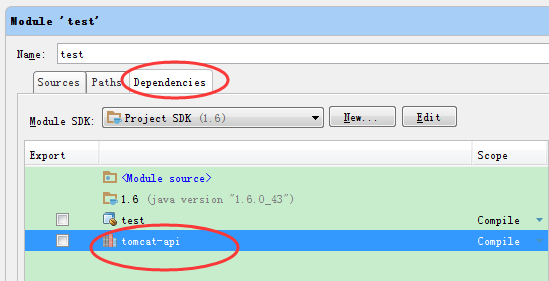 Module 'test'
Name: test
Sources Paths Dependencies
Module SDK: Project SDK (1.6) New... Edit
Export Scope
<Module source>
1.6 (java version "1.6.0_43")
test Compile
tomcat-api Compile